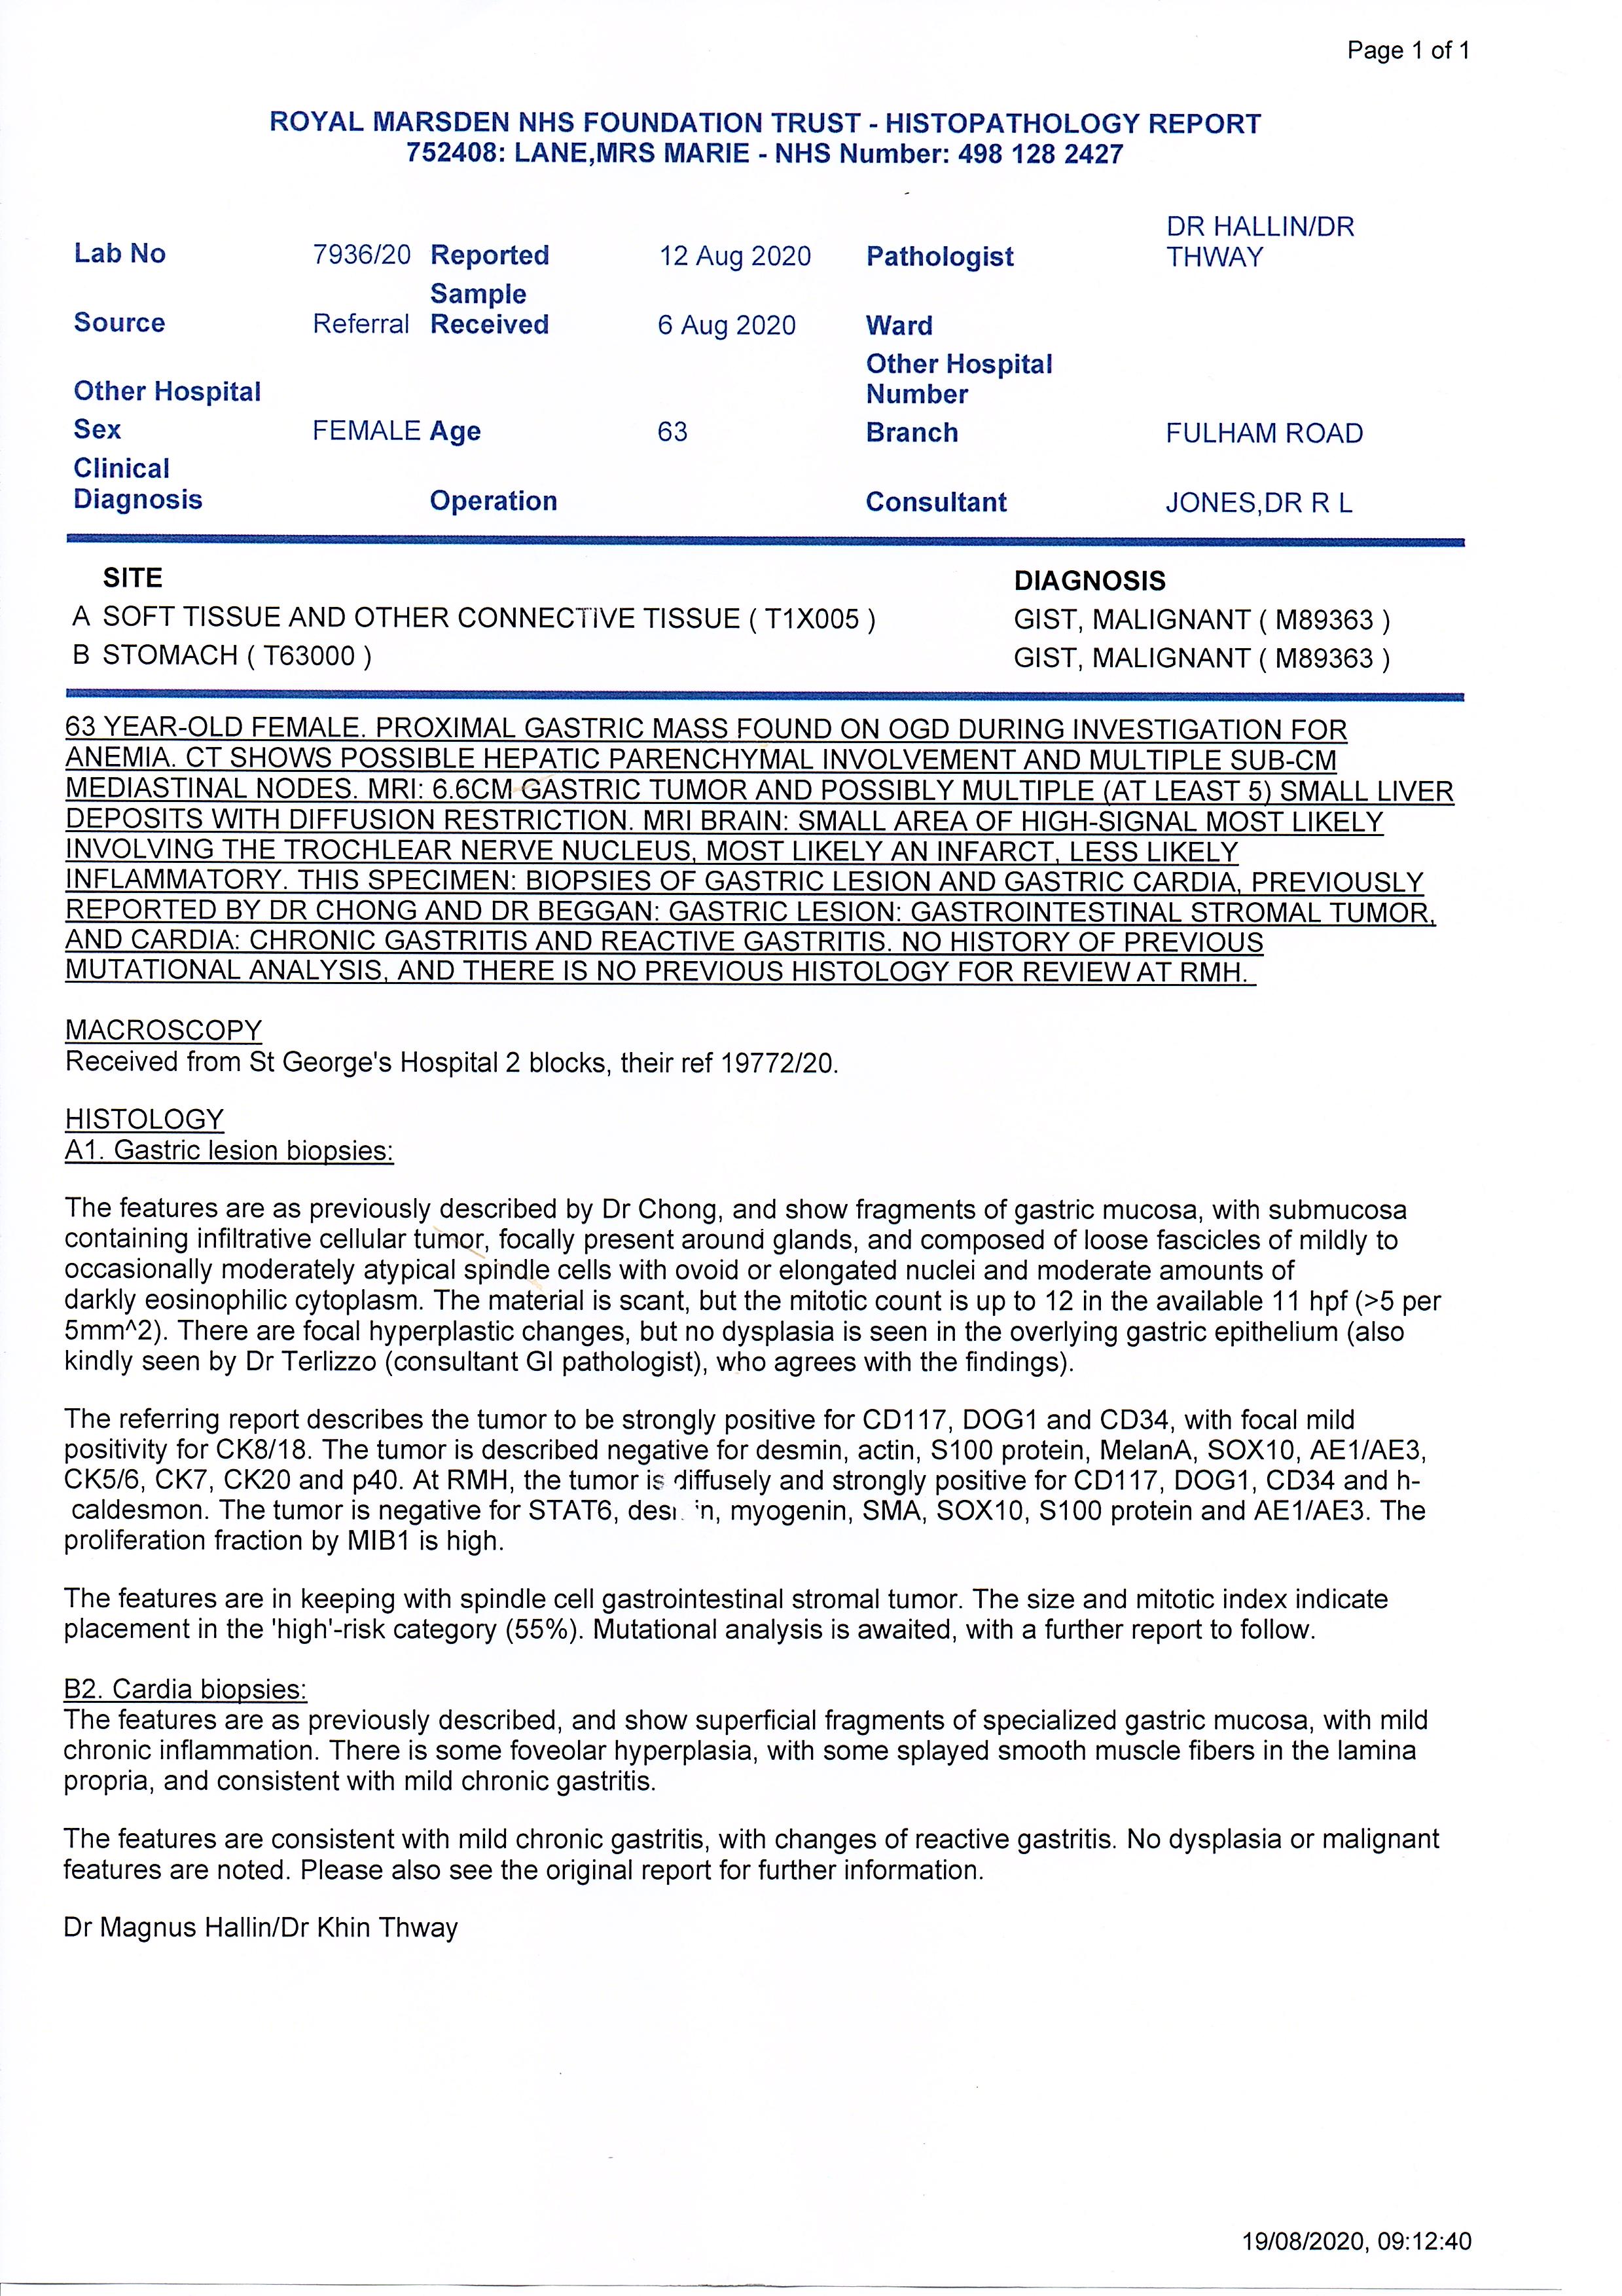 Page 1 of 1
ROYAL MARSDEN NHS FOUNDATION TRUST - HISTOPATHOLOGY REPORT
752408: LANE,MRS MARIE - NHS Number: 498 128 2427
Lab No 7936/20 Reported 12 Aug 2020 Pathologist DR HALLIN/DR THWAY
Source Referral Sample Received 6 Aug 2020 Ward
Other Hospital Other Hospital Number
Sex FEMALE Age 63 Branch FULHAM ROAD
Clinical Diagnosis Operation Consultant JONES,DR R L
SITE DIAGNOSIS
A SOFT TISSUE AND OTHER CONNECTIVE TISSUE ( T1X005 ) GIST, MALIGNANT ( M89363 )
B STOMACH ( T63000 ) GIST, MALIGNANT ( M89363 )
63 YEAR-OLD FEMALE. PROXIMAL GASTRIC MASS FOUND ON OGD DURING INVESTIGATION FOR
ANEMIA. CT SHOWS POSSIBLE HEPATIC PARENCHYMAL INVOLVEMENT AND MULTIPLE SUB-CM
MEDIASTINAL NODES. MRI: 6.6CM GASTRIC TUMOR AND POSSIBLY MULTIPLE (AT LEAST 5) SMALL LIVER
DEPOSITS WITH DIFFUSION RESTRICTION. MRI BRAIN: SMALL AREA OF HIGH-SIGNAL MOST LIKELY
INVOLVING THE TROCHLEAR NERVE NUCLEUS, MOST LIKELY AN INFARCT, LESS LIKELY
INFLAMMATORY. THIS SPECIMEN: BIOPSIES OF GASTRIC LESION AND GASTRIC CARDIA, PREVIOUSLY
REPORTED BY DR CHONG AND DR BEGGAN: GASTRIC LESION: GASTROINTESTINAL STROMAL TUMOR,
AND CARDIA: CHRONIC GASTRITIS AND REACTIVE GASTRITIS. NO HISTORY OF PREVIOUS
MUTATIONAL ANALYSIS, AND THERE IS NO PREVIOUS HISTOLOGY FOR REVIEW AT RMH.
MACROSCOPY
Received from St George's Hospital 2 blocks, their ref 19772/20.
HISTOLOGY
A1. Gastric lesion biopsies:
The features are as previously described by Dr Chong, and show fragments of gastric mucosa, with submucosa
containing infiltrative cellular tumor, focally present around glands, and composed of loose fascicles of mildly to
occasionally moderately atypical spindle cells with ovoid or elongated nuclei and moderate amounts of
darkly eosinophilic cytoplasm. The material is scant, but the mitotic count is up to 12 in the available 11 hpf (>5 per
5mm^2). There are focal hyperplastic changes, but no dysplasia is seen in the overlying gastric epithelium (also
kindly seen by Dr Terlizzo (consultant GI pathologist), who agrees with the findings).
The referring report describes the tumor to be strongly positive for CD117, DOG1 and CD34, with focal mild
positivity for CK8/18. The tumor is described negative for desmin, actin, S100 protein, MelanA, SOX10, AE1/AE3,
CK5/6, CK7, CK20 and p40. At RMH, the tumor is diffusely and strongly positive for CD117, DOG1, CD34 and h-
caldesmon. The tumor is negative for STAT6, desmin, myogenin, SMA, SOX10, S100 protein and AE1/AE3. The
proliferation fraction by MIB1 is high.
The features are in keeping with spindle cell gastrointestinal stromal tumor. The size and mitotic index indicate
placement in the 'high'-risk category (55%). Mutational analysis is awaited, with a further report to follow.
B2. Cardia biopsies:
The features are as previously described, and show superficial fragments of specialized gastric mucosa, with mild
chronic inflammation. There is some foveolar hyperplasia, with some splayed smooth muscle fibers in the lamina
propria, and consistent with mild chronic gastritis.
The features are consistent with mild chronic gastritis, with changes of reactive gastritis. No dysplasia or malignant
features are noted. Please also see the original report for further information.
Dr Magnus Hallin/Dr Khin Thway
19/08/2020, 09:12:40